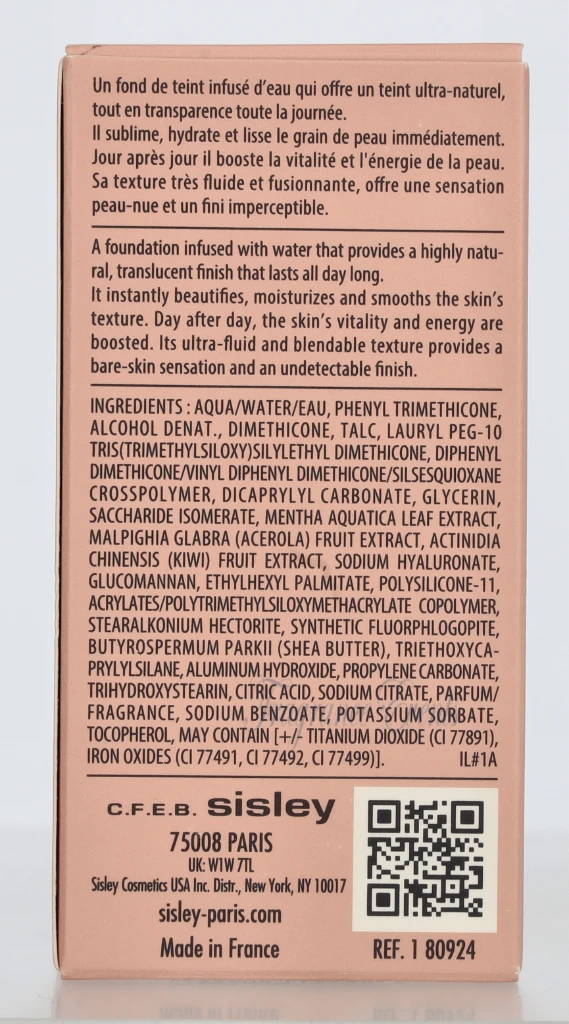 Un fond de teint infusé d'eau qui offre un teint ultra-naturel,
tout en transparence toute la journée.
Il sublime, hydrate et lisse le grain de peau immédiatement.
Jour après jour il booste la vitalité et l'énergie de la peau.
Sa texture très fluide et fusionnante, offre une sensation
peau-nue et un fini imperceptible.
A foundation infused with water that provides a highly natu-
ral, translucent finish that lasts all day long.
It instantly beautifies, moisturizes and smooths the skin's
texture. Day after day, the skin's vitality and energy are
boosted. Its ultra-fluid and blendable texture provides a
bare-skin sensation and an undetectable finish.
INGREDIENTS : AQUA/WATER/EAU, PHENYL TRIMETHICONE,
ALCOHOL DENAT., DIMETHICONE, TALC, LAURYL PEG-10
TRIS(TRIMETHYLSILOXY)SILYLETHYL DIMETHICONE, DIPHENYL
DIMETHICONE/VINYL DIPHENYL DIMETHICONE/SILSESQUIOXANE
CROSSPOLYMER, DICAPRYLYL CARBONATE, GLYCERIN,
SACCHARIDE ISOMERATE, MENTHA AQUATICA LEAF EXTRACT,
MALPIGHIA GLABRA (ACEROLA) FRUIT EXTRACT, ACTINIDIA
CHINENSIS (KIWI) FRUIT EXTRACT, SODIUM HYALURONATE,
GLUCOMANNAN, ETHYLHEXYL PALMITATE, POLYSILICONE-11,
ACRYLATES/POLYTRIMETHYLSILOXYMETHACRYLATE COPOLYMER,
STEARALKONIUM HECTORITE, SYNTHETIC FLUORPHLOGOPITE,
BUTYROSPERMUM PARKII (SHEA BUTTER), TRIETHOXYCA-
PRYLYLSILANE, ALUMINUM HYDROXIDE, PROPYLENE CARBONATE,
TRIHYDROXYSTEARIN, CITRIC ACID, SODIUM CITRATE, PARFUM/
FRAGRANCE, SODIUM BENZOATE, POTASSIUM SORBATE,
TOCOPHEROL, MAY CONTAIN [+/- TITANIUM DIOXIDE (CI 77891),
IRON OXIDES (CI 77491, CI 77492, CI 77499)]. IL#1A
C.F.E.B. sisley
75008 PARIS
UK: W1W 7TL
Sisley Cosmetics USA Inc. Distr., New York, NY 10017
sisley-paris.com
Made in France
REF. 1 80924